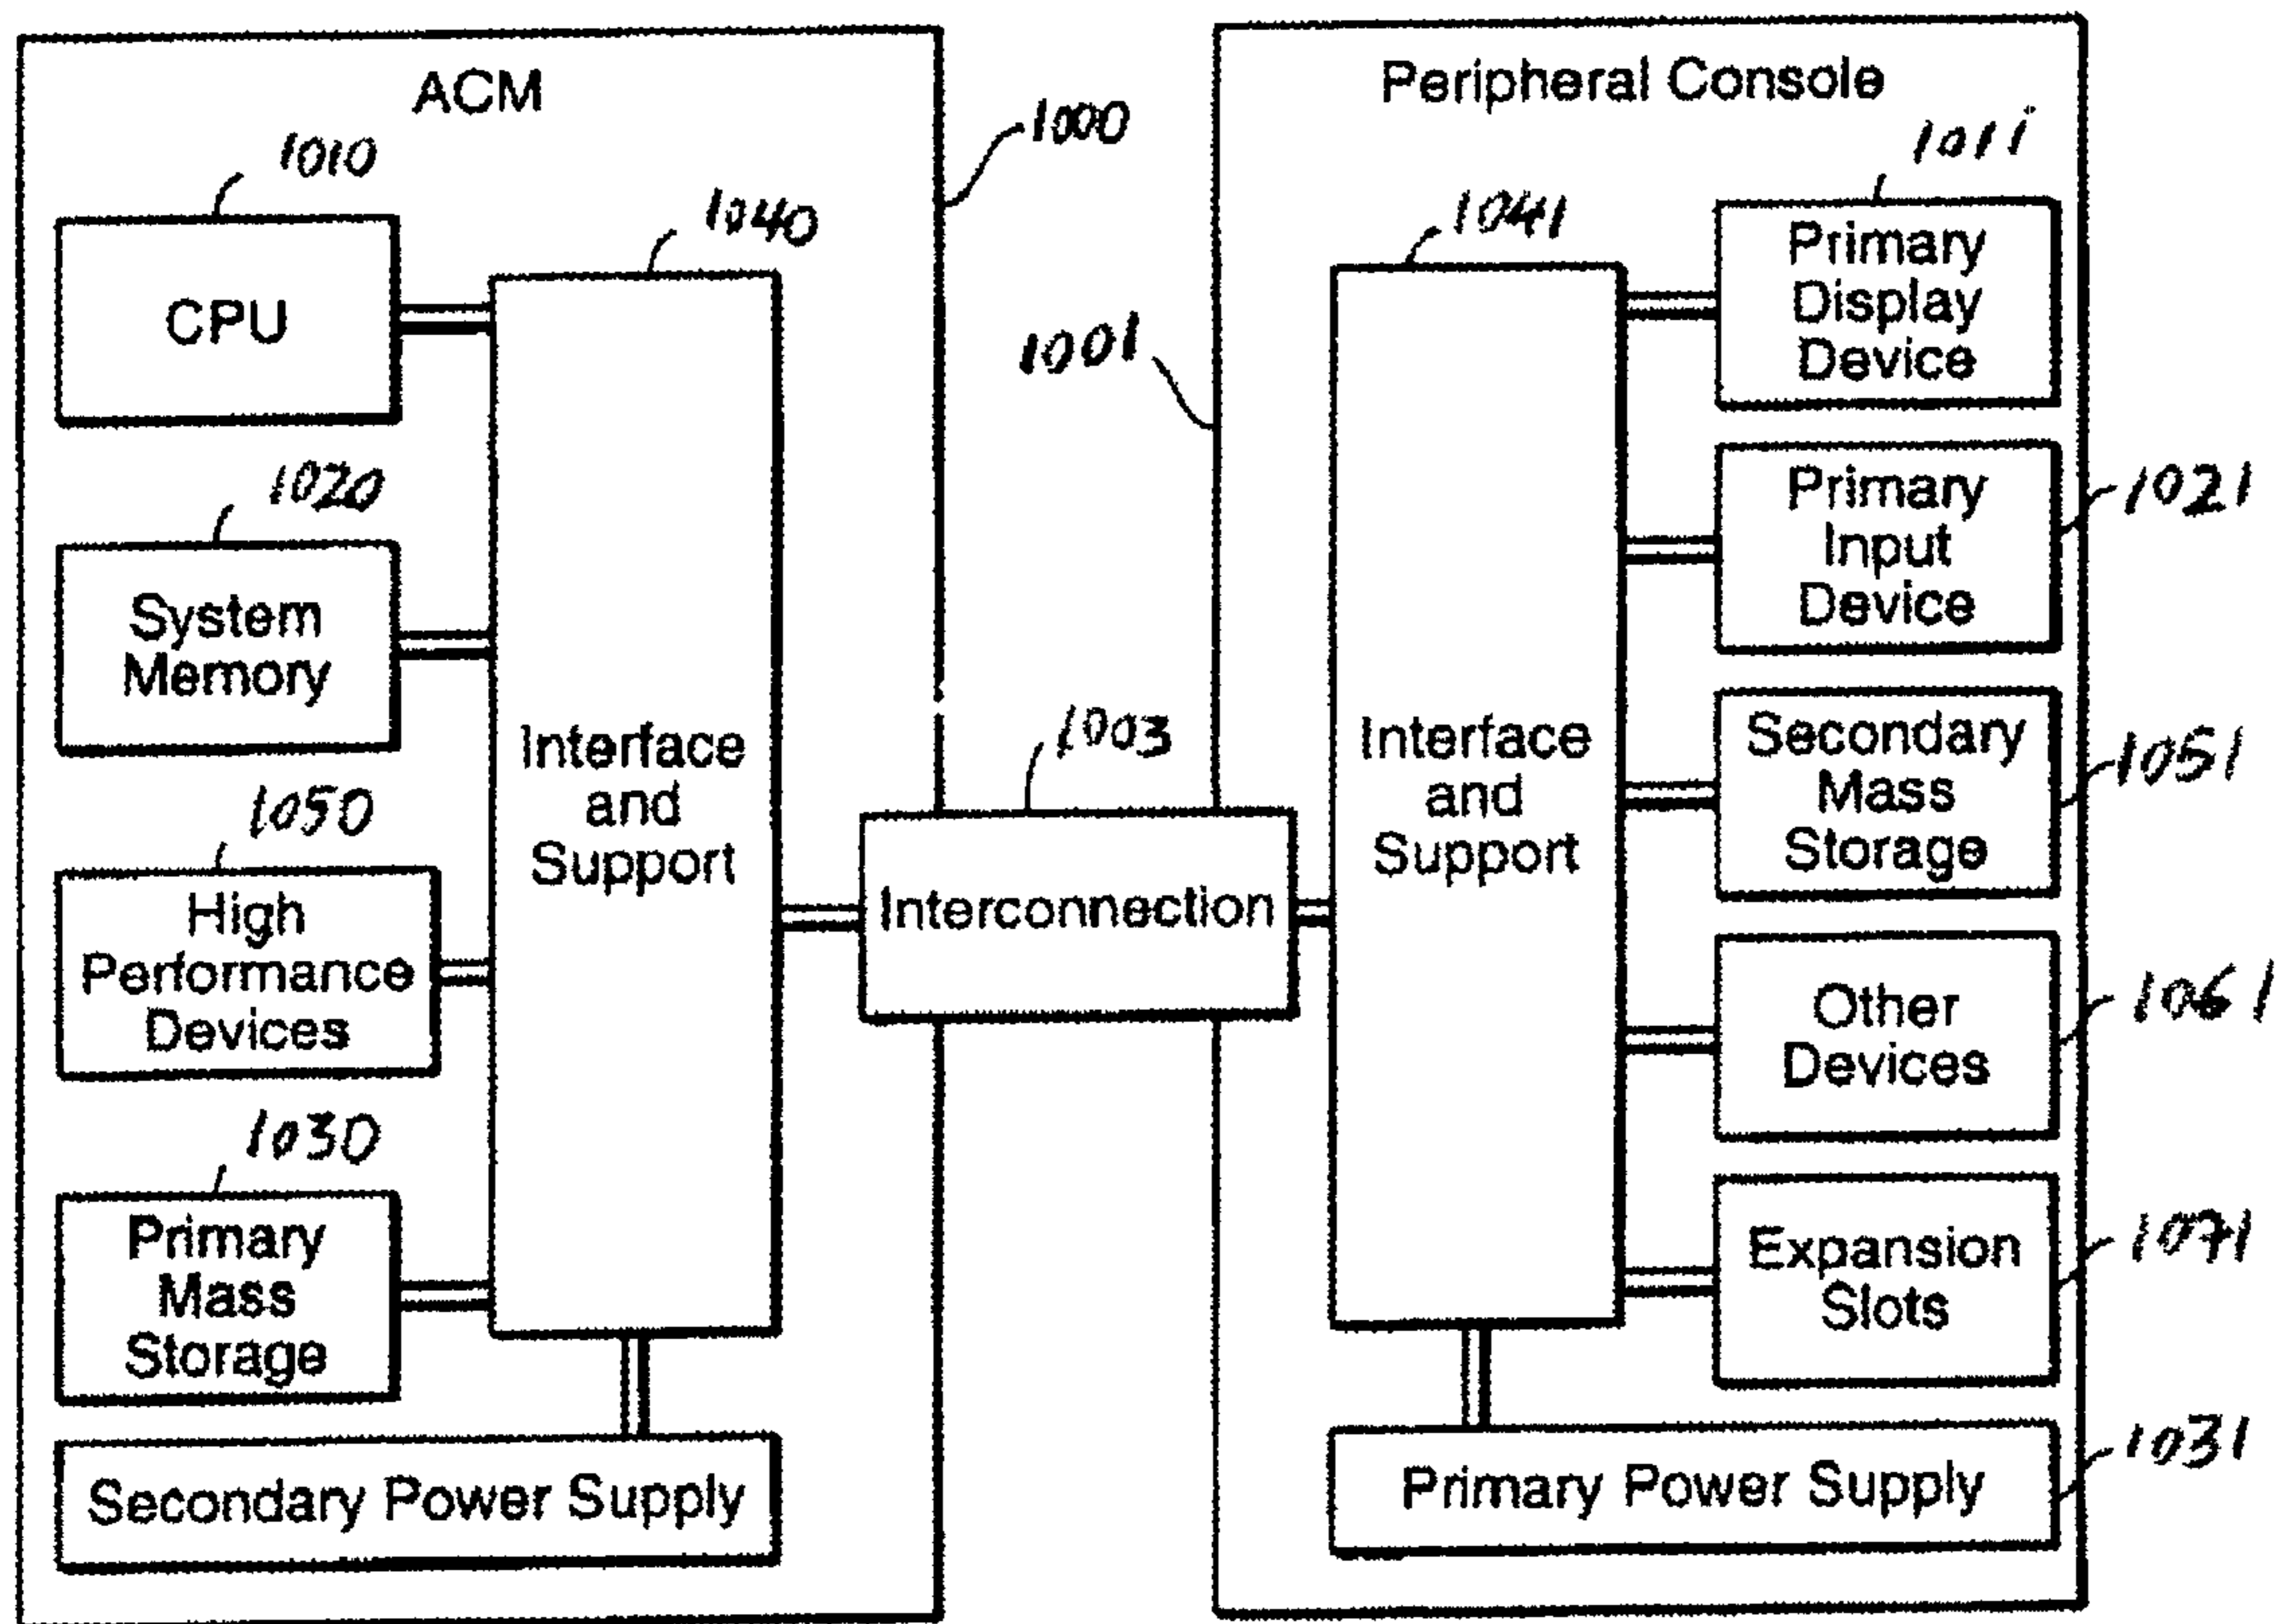 ACM
1000
1010
CPU
1040
1020
System
Memory
1050
High
Performance
Devices
1030
Primary
Mass
Storage
Interface
and
Support
Secondary Power Supply
1003
Interconnection
Peripheral Console
1001
1041
Interface
and
Support
1011
Primary
Display
Device
Primary
Input
Device
1021
Secondary
Mass
Storage
1051
Other
Devices
1061
Expansion
Slots
1071
Primary Power Supply
1031